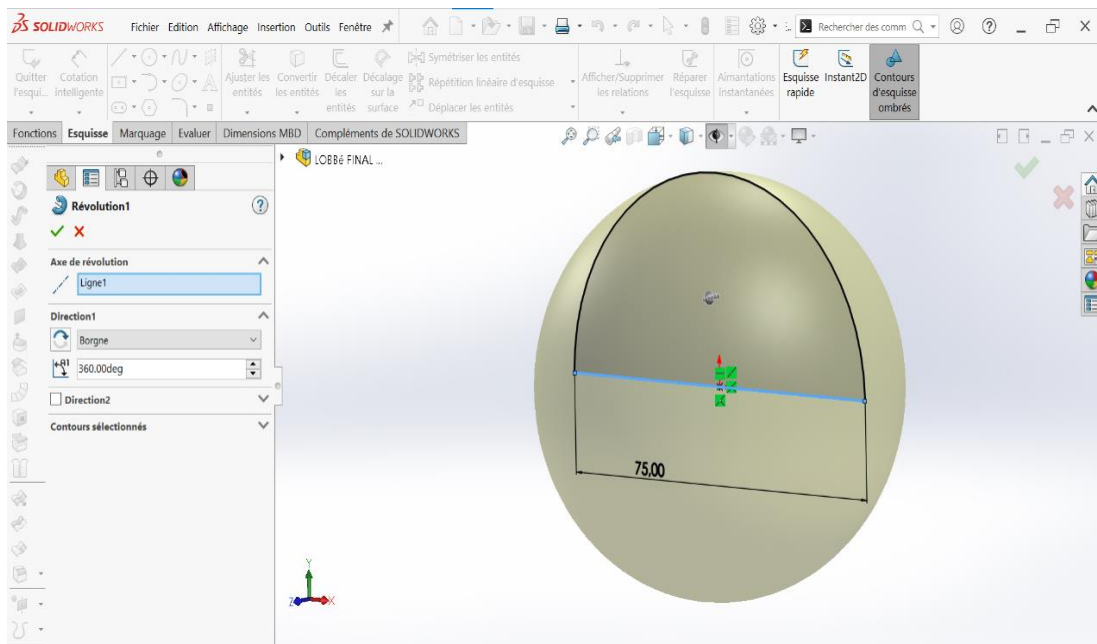 SOLIDWORKS Fichier Edition Affichage Insertion Outils Fenêtre Rechercher des comm
Quitter l'esqui... Cotation intelligente Ajuster les entités Convertir les entités Décaler les entités Décalage sur la surface Symétriser les entités
Répétition linéaire d'esquisse
Déplacer les entités
Afficher/Supprimer les relations Réparer l'esquisse Aimantations instantanées Esquisse rapide Instant2D Contours d'esquisse ombrés
Fonctions Esquisse Marquage Evaluer Dimensions MBD Compléments de SOLIDWORKS
LOBBé FINAL ...
Révolution1
Axe de révolution
Ligne1
Direction1
Borgne
360.00deg
Direction2
Contours sélectionnés
75,00
Y
Z X